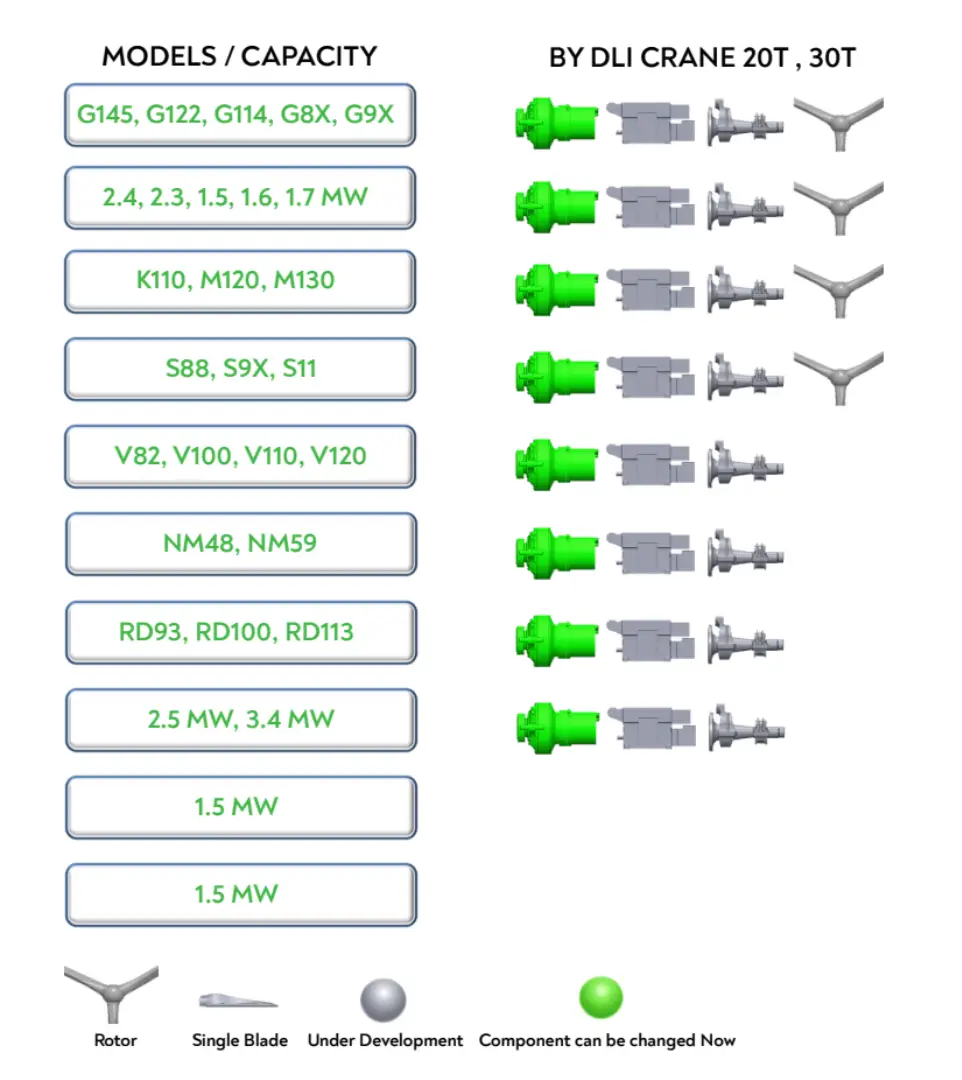 MODELS / CAPACITY
BY DLI CRANE 20T , 30T
G145, G122, G114, G8X, G9X
2.4, 2.3, 1.5, 1.6, 1.7 MW
K110, M120, M130
S88, S9X, S11
V82, V100, V110, V120
NM48, NM59
RD93, RD100, RD113
2.5 MW, 3.4 MW
1.5 MW
1.5 MW
Rotor
Single Blade
Under Development
Component can be changed Now